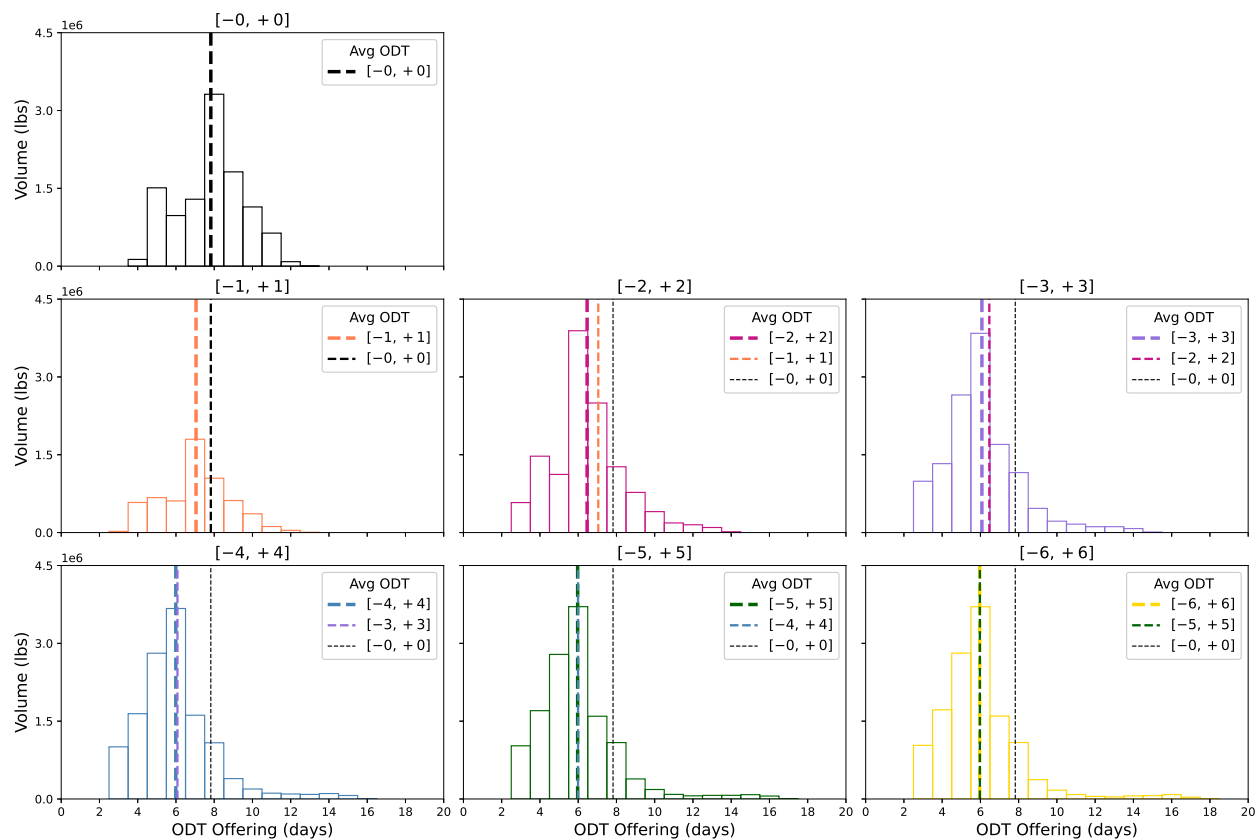 [−0, +0]
1e6
4.5
3.0
1.5
0.0
Volume (lbs)
Avg ODT
[−0, +0]
[−1, +1]
1e6
4.5
3.0
1.5
0.0
Volume (lbs)
Avg ODT
[−1, +1]
[−0, +0]
[−2, +2]
Avg ODT
[−2, +2]
[−1, +1]
[−0, +0]
[−3, +3]
Avg ODT
[−3, +3]
[−2, +2]
[−0, +0]
[−4, +4]
1e6
4.5
3.0
1.5
0.0
Volume (lbs)
Avg ODT
[−4, +4]
[−3, +3]
[−0, +0]
0 2 4 6 8 10 12 14 16 18 20
ODT Offering (days)
[−5, +5]
Avg ODT
[−5, +5]
[−4, +4]
[−0, +0]
0 2 4 6 8 10 12 14 16 18 20
ODT Offering (days)
[−6, +6]
Avg ODT
[−6, +6]
[−5, +5]
[−0, +0]
0 2 4 6 8 10 12 14 16 18 20
ODT Offering (days)